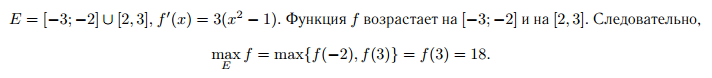 E = [−3; −2] ∪ [2, 3], f′(x) = 3(x² − 1). Функция f возрастает на [−3; −2] и на [2, 3]. Следовательно,
max_E f = max{f(−2), f(3)} = f(3) = 18.